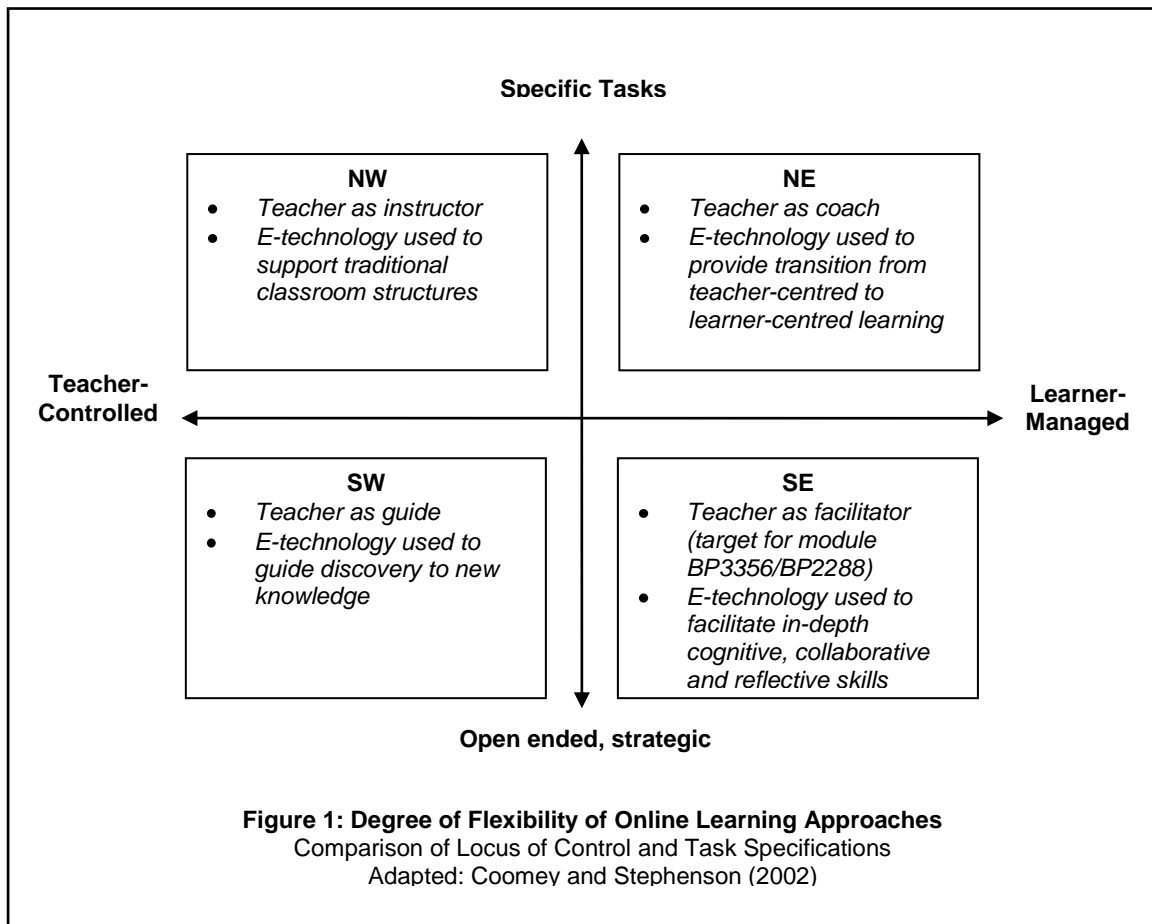 Specific Tasks
NW
• Teacher as instructor
• E-technology used to
support traditional
classroom structures
NE
• Teacher as coach
• E-technology used to
provide transition from
teacher-centred to
learner-centred learning
Teacher-
Controlled
Learner-
Managed
SW
• Teacher as guide
• E-technology used to
guide discovery to new
knowledge
SE
• Teacher as facilitator
(target for module
BP3356/BP2288)
• E-technology used to
facilitate in-depth
cognitive, collaborative
and reflective skills
Open ended, strategic
Figure 1: Degree of Flexibility of Online Learning Approaches
Comparison of Locus of Control and Task Specifications
Adapted: Coomey and Stephenson (2002)